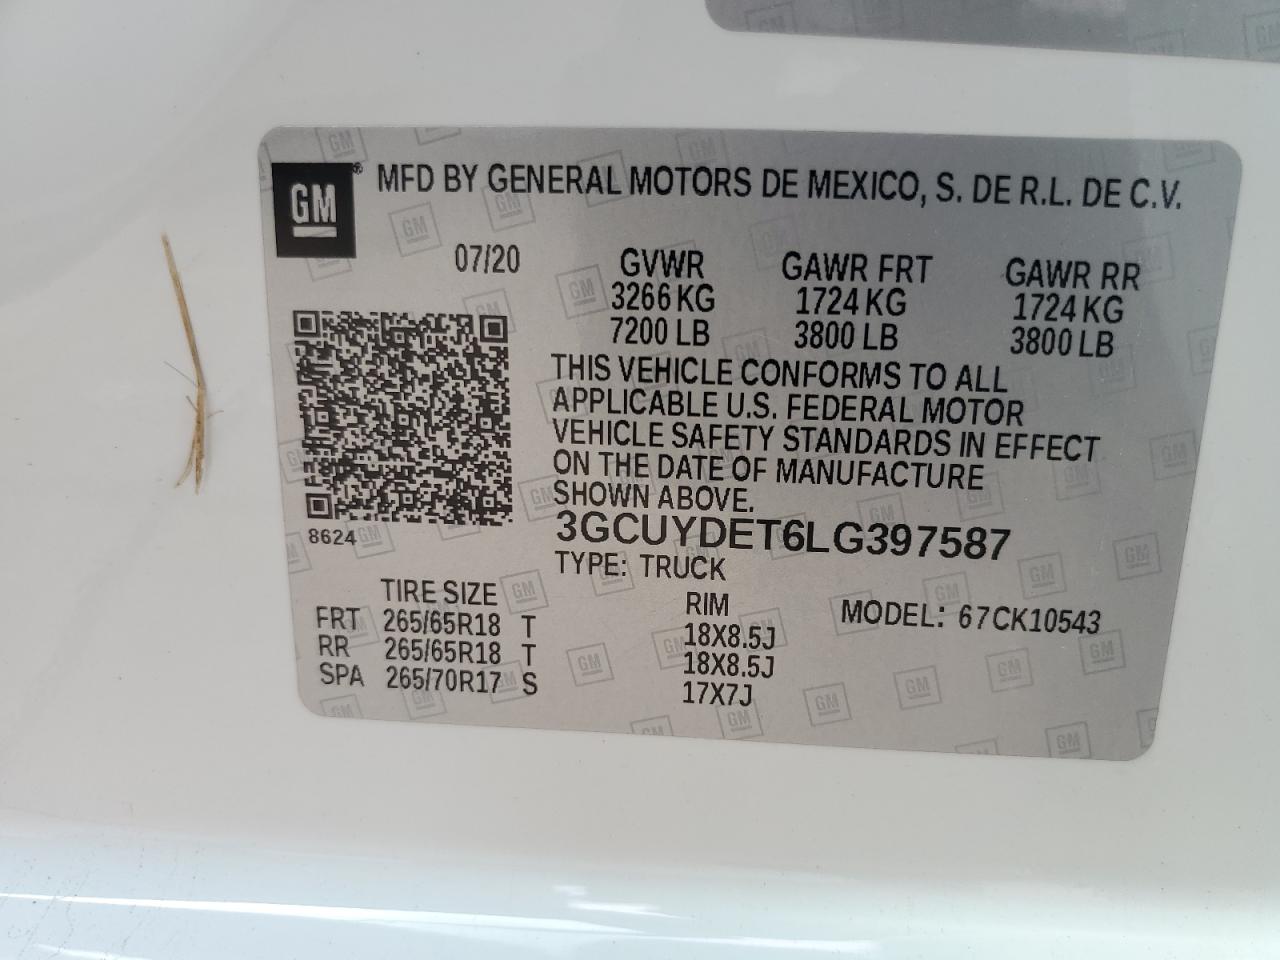 GM® MFD BY GENERAL MOTORS DE MEXICO, S. DE R.L. DE C.V.
07/20 GVWR GAWR FRT GAWR RR
3266 KG 1724 KG 1724 KG
7200 LB 3800 LB 3800 LB
THIS VEHICLE CONFORMS TO ALL
APPLICABLE U.S. FEDERAL MOTOR
VEHICLE SAFETY STANDARDS IN EFFECT
ON THE DATE OF MANUFACTURE
SHOWN ABOVE.
3GCUYDET6LG397587
8624
TYPE: TRUCK
TIRE SIZE RIM MODEL: 67CK10543
FRT 265/65R18 T 18X8.5J
RR 265/65R18 T 18X8.5J
SPA 265/70R17 S 17X7J